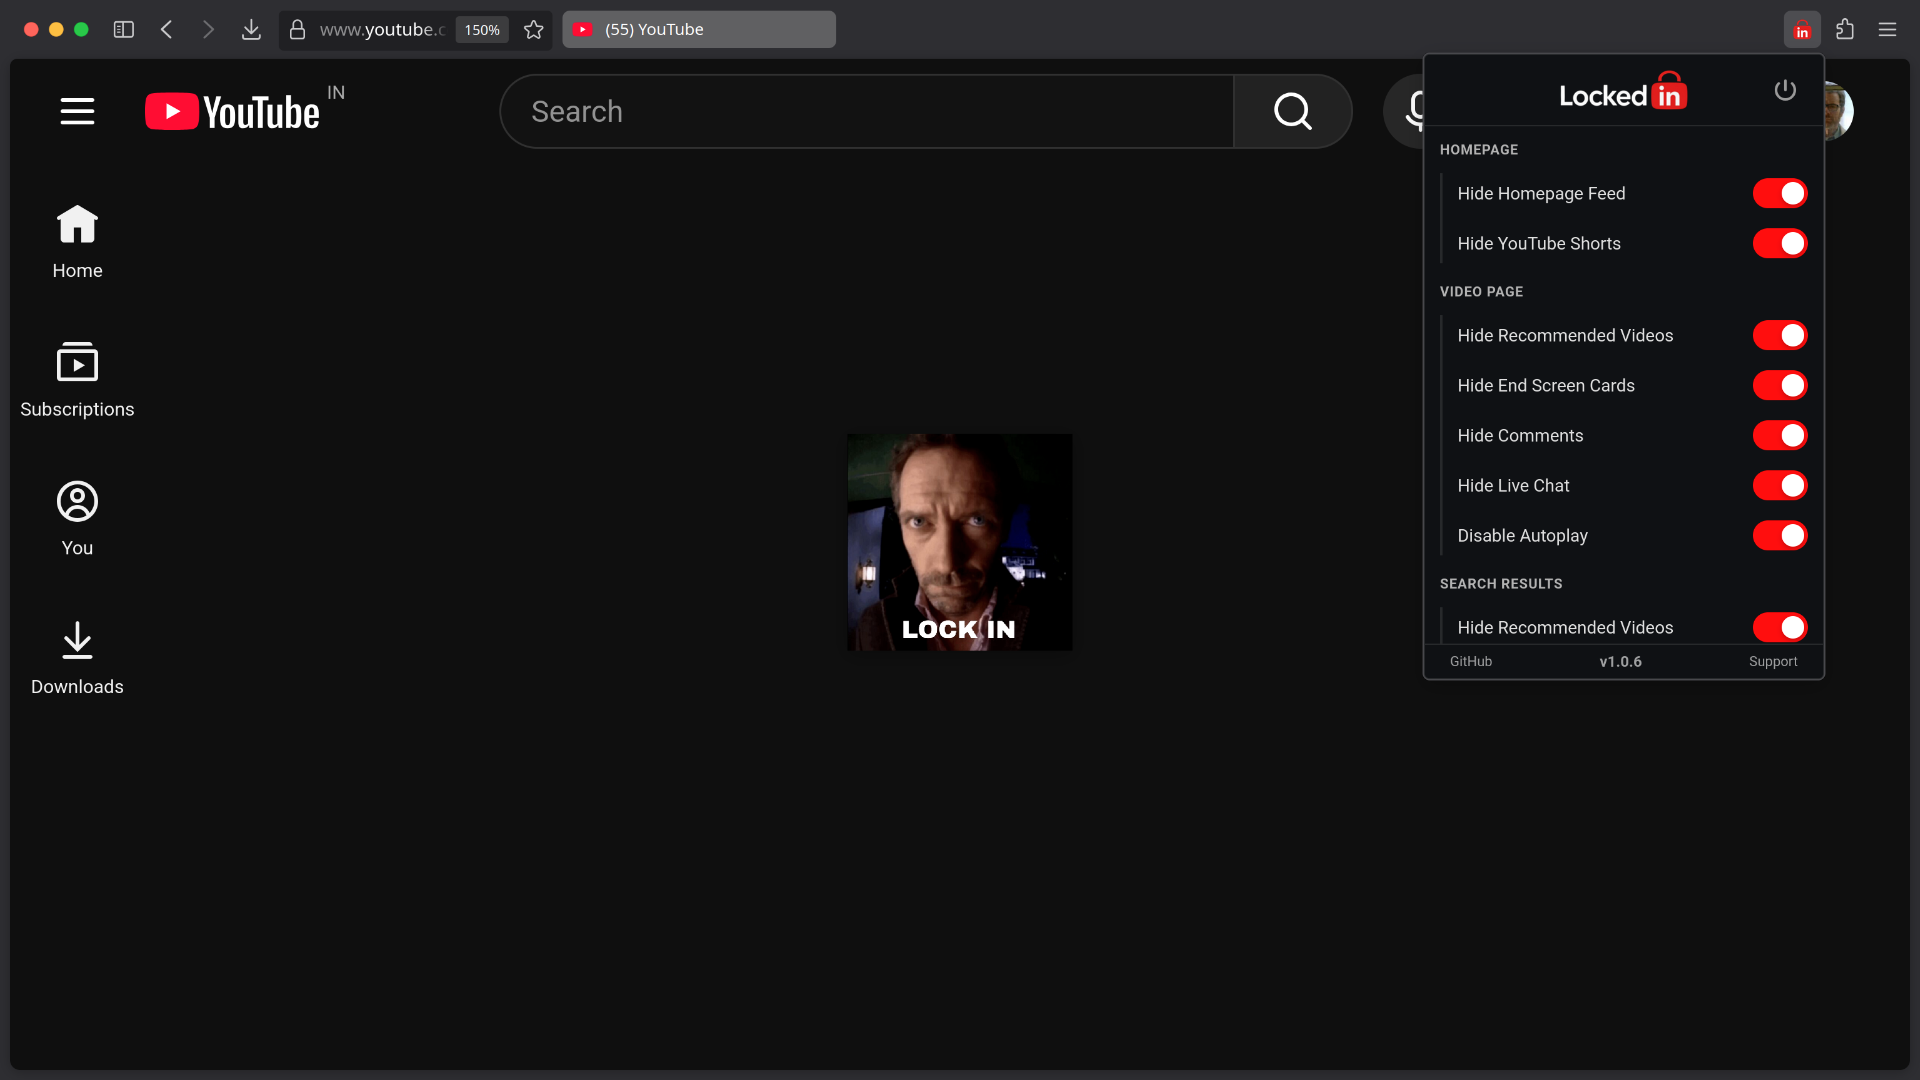 www.youtube.c
150%
(55) YouTube
in
YouTube IN
Search
Home
Subscriptions
You
Downloads
LOCK IN
Locked in
HOMEPAGE
Hide Homepage Feed
Hide YouTube Shorts
VIDEO PAGE
Hide Recommended Videos
Hide End Screen Cards
Hide Comments
Hide Live Chat
Disable Autoplay
SEARCH RESULTS
Hide Recommended Videos
GitHub
v1.0.6
Support